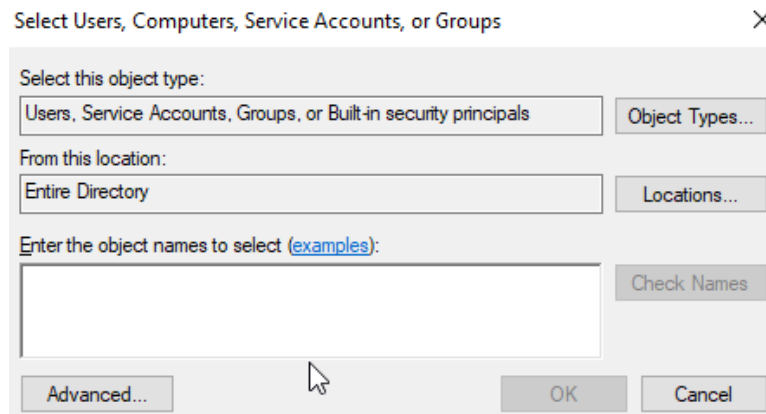 Select Users, Computers, Service Accounts, or Groups
Select this object type:
Users, Service Accounts, Groups, or Built-in security principals
Object Types...
From this location:
Entire Directory
Locations...
Enter the object names to select (examples):
Check Names
Advanced...
OK
Cancel